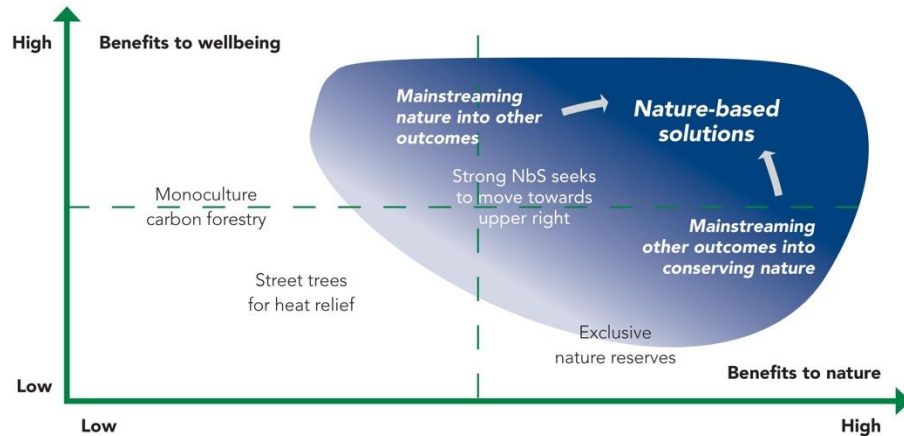 High
Benefits to wellbeing
Mainstreaming
nature into other
outcomes
Nature-based
solutions
Strong NbS seeks
to move towards
upper right
Monoculture
carbon forestry
Mainstreaming
other outcomes into
conserving nature
Street trees
for heat relief
Exclusive
nature reserves
Benefits to nature
Low
Low
High